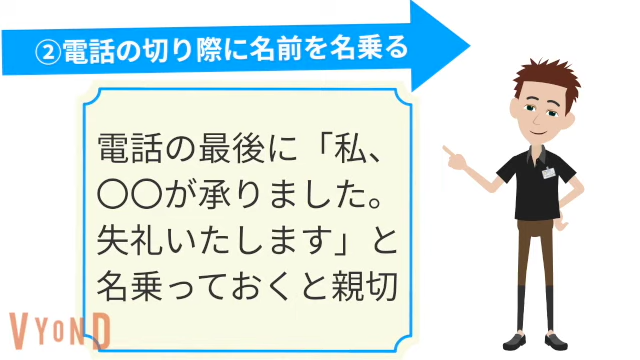 ②電話の切り際に名前を名乗る
電話の最後に「私、
〇〇が承りました。
失礼いたします」と
名乗っておくと親切
VYOND